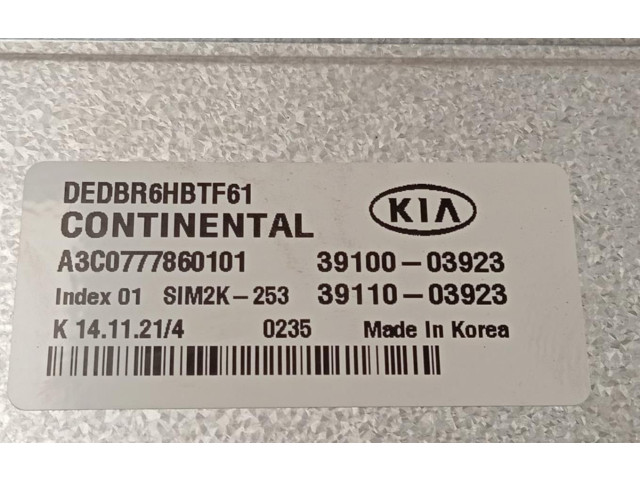 DEDBR6HBTF61
CONTINENTAL
KIA
A3C0777860101 39100-03923
Index 01 SIM2K-253 39110-03923
K 14.11.21/4 0235 Made In Korea